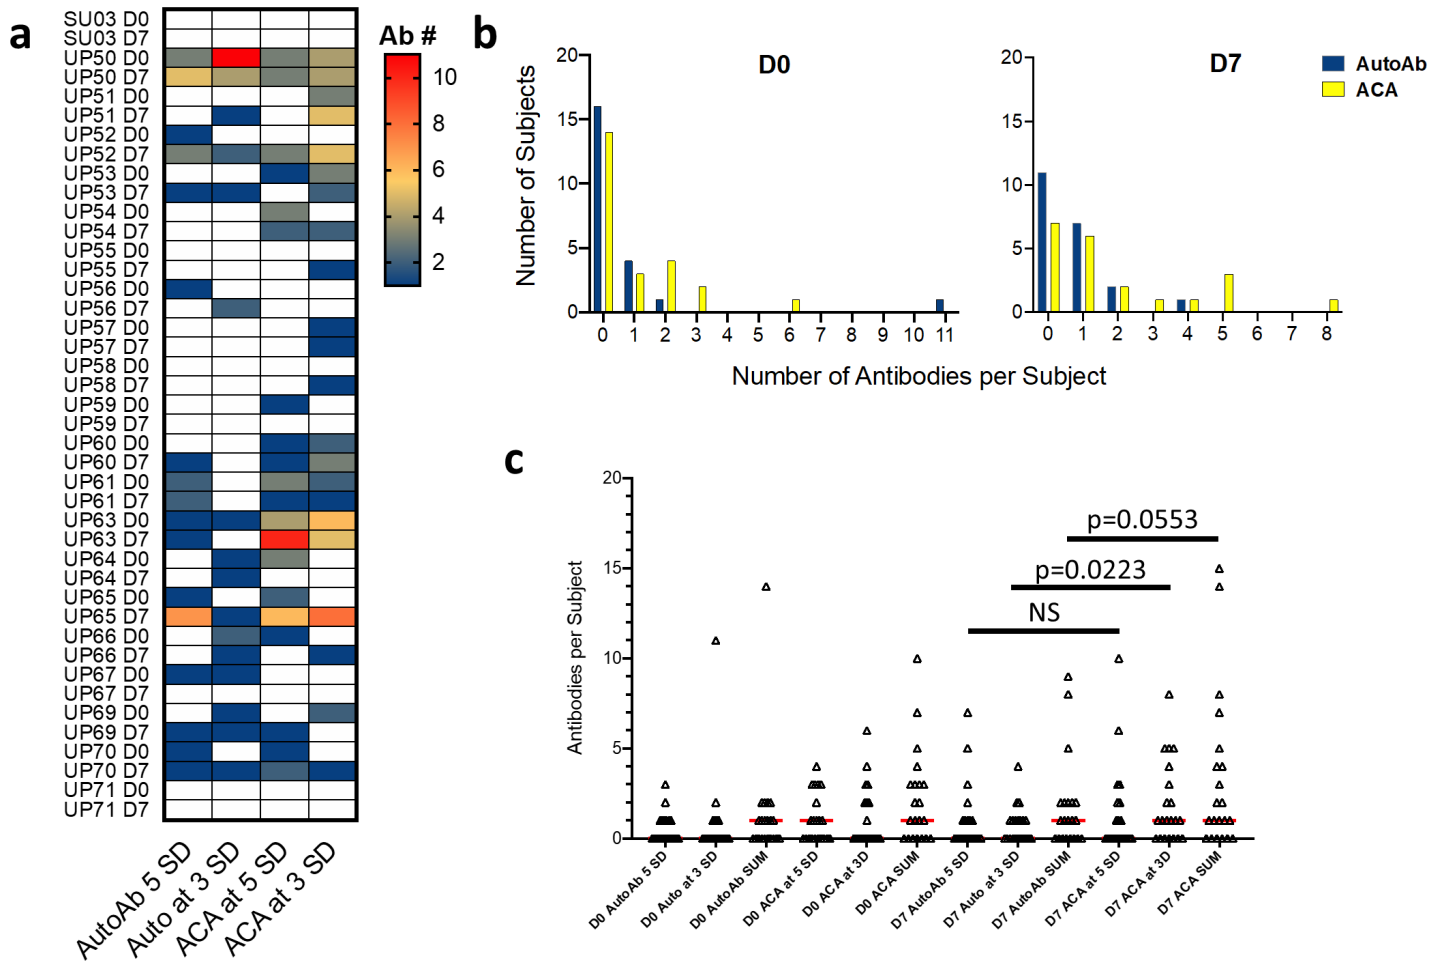 a
SU03 D0
SU03 D7
UP50 D0
UP50 D7
UP51 D0
UP51 D7
UP52 D0
UP52 D7
UP53 D0
UP53 D7
UP54 D0
UP54 D7
UP55 D0
UP55 D7
UP56 D0
UP56 D7
UP57 D0
UP57 D7
UP58 D0
UP58 D7
UP59 D0
UP59 D7
UP60 D0
UP60 D7
UP61 D0
UP61 D7
UP63 D0
UP63 D7
UP64 D0
UP64 D7
UP65 D0
UP65 D7
UP66 D0
UP66 D7
UP67 D0
UP67 D7
UP69 D0
UP69 D7
UP70 D0
UP70 D7
UP71 D0
UP71 D7
AutoAb 5 SD
Auto at 3 SD
ACA at 5 SD
ACA at 3 SD
Ab #
10
8
6
4
2
b
D0
Number of Subjects
20
15
10
5
0
0 1 2 3 4 5 6 7 8 9 10 11
D7
20
15
10
5
0
0 1 2 3 4 5 6 7 8
AutoAb
ACA
Number of Antibodies per Subject
c
Antibodies per Subject
20
15
10
5
0
p=0.0553
p=0.0223
NS
D0 AutoAb 5 SD
D0 Auto at 3 SD
D0 AutoAb SUM
D0 ACA at 5 SD
D0 ACA at 3D
D0 ACA SUM
D7 AutoAb 5 SD
D7 Auto at 3 SD
D7 AutoAb SUM
D7 ACA at 5 SD
D7 ACA at 3D
D7 ACA SUM